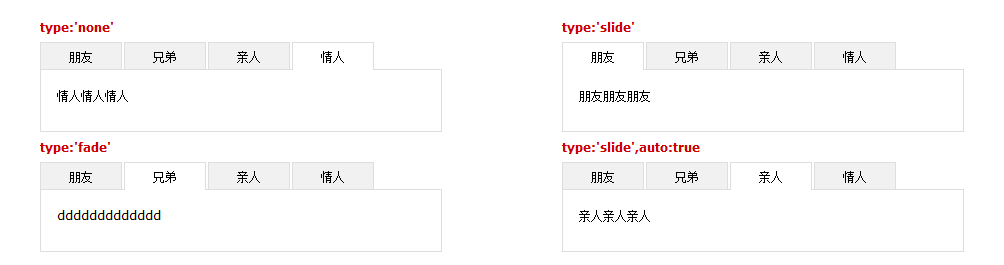 type:'none'
朋友 兄弟 亲人 情人
情人情人情人
type:'slide'
朋友 兄弟 亲人 情人
朋友朋友朋友
type:'fade'
朋友 兄弟 亲人 情人
ddddddddddddd
type:'slide',auto:true
朋友 兄弟 亲人 情人
亲人亲人亲人